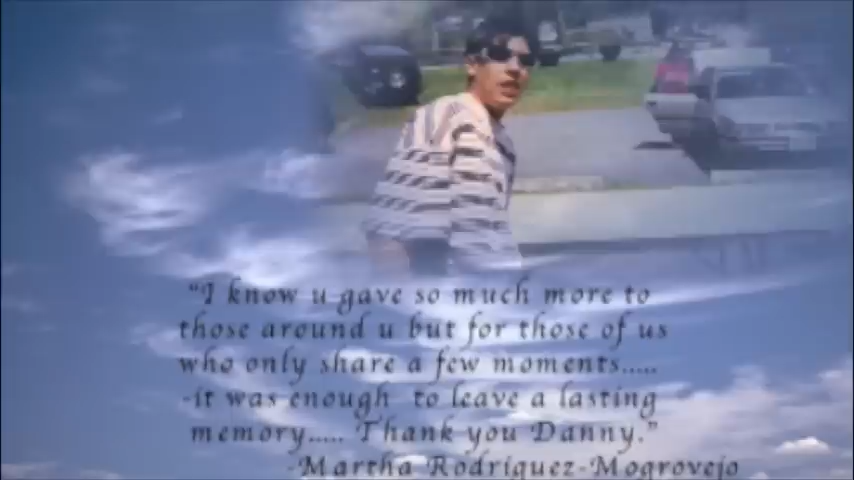 “I know u gave so much more to
those around u but for those of us
who only share a few moments.....
-it was enough to leave a lasting
memory..... Thank you Danny.”
-Martha Rodriguez-Mogrovejo